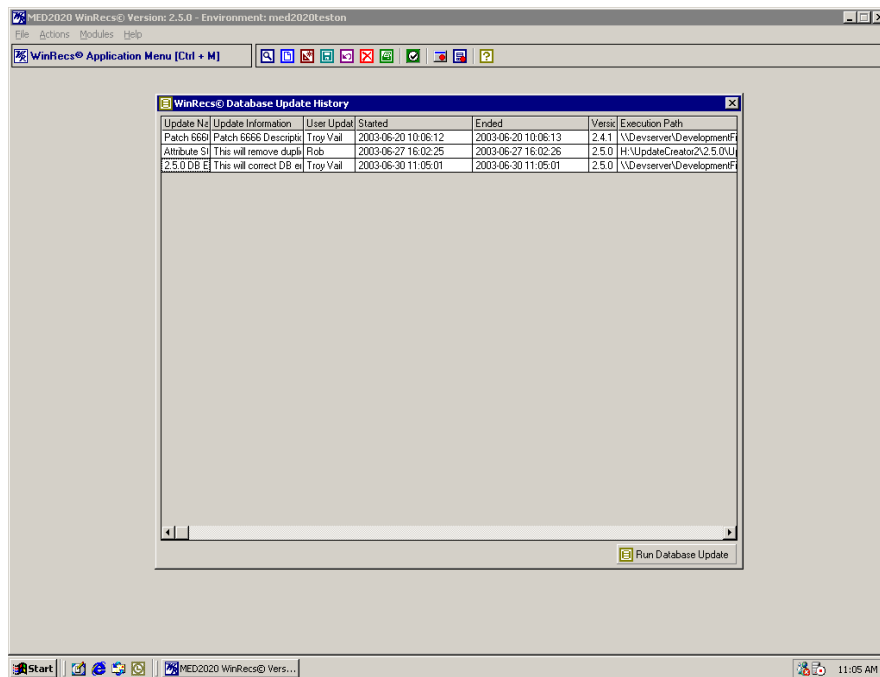 MED2020 WinRecs© Version: 2.5.0 - Environment: med2020teston
File Actions Modules Help
WinRecs© Application Menu [Ctrl + M]
WinRecs© Database Update History
Update Na Update Information User Updat Started Ended Versic Execution Path
Patch 666 Patch 6666 Descriptic Troy Vail 2003-06-20 10:06:12 2003-06-20 10:06:13 2.4.1 \\Devserver\DevelopmentFi
Attribute Sl This will remove dupli Rob 2003-06-27 16:02:25 2003-06-27 16:02:26 2.5.0 H:\UpdateCreator2\2.5.0\U
2.5.0 DB E This will correct DB er Troy Vail 2003-06-30 11:05:01 2003-06-30 11:05:01 2.5.0 \\Devserver\DevelopmentFi
Run Database Update
Start MED2020 WinRecs© Vers... 11:05 AM